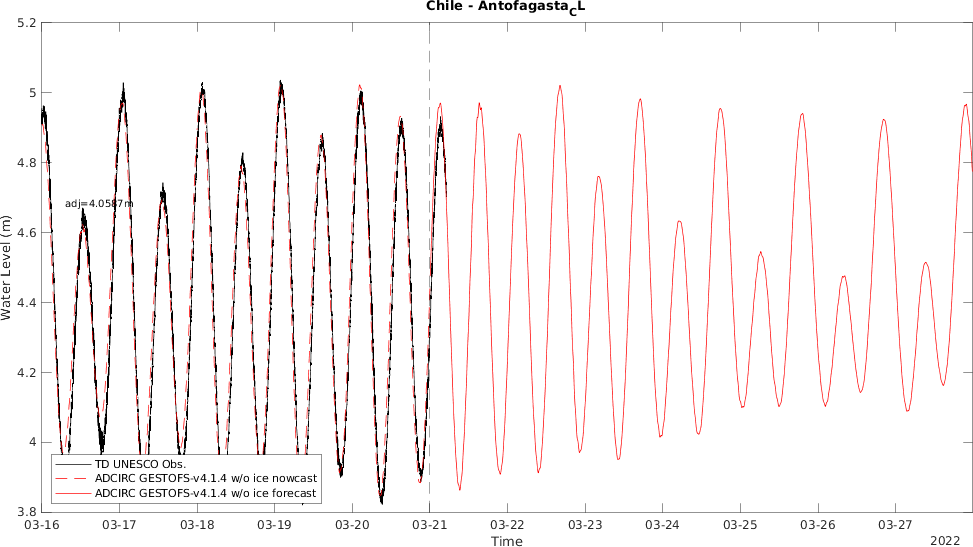 Chile - Antofagasta_CL
5.2
5
4.8
4.6
4.4
4.2
4
3.8
Water Level (m)
adj=4.0587m
TD UNESCO Obs.
ADCIRC GESTOFS-v4.1.4 w/o ice nowcast
ADCIRC GESTOFS-v4.1.4 w/o ice forecast
03-16 03-17 03-18 03-19 03-20 03-21 03-22 03-23 03-24 03-25 03-26 03-27
Time
2022